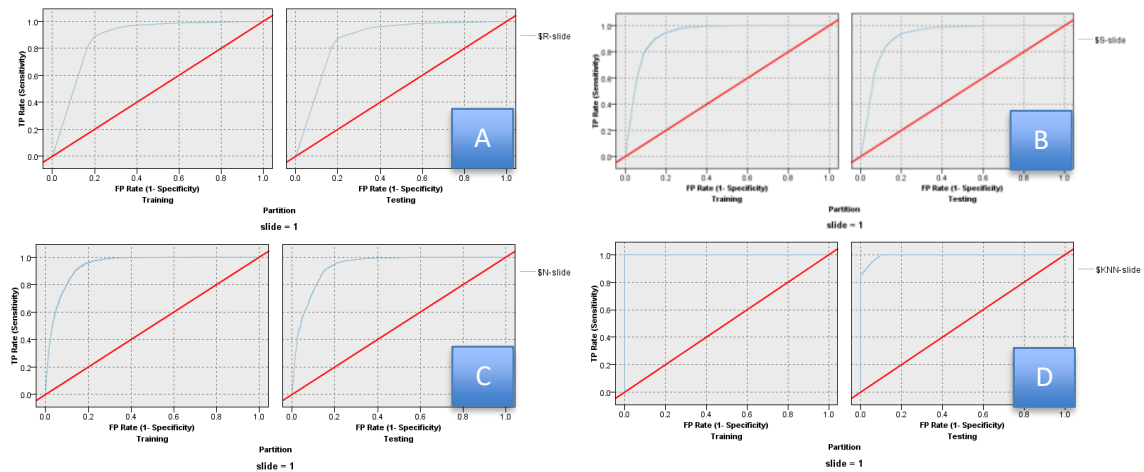 TP Rate (Sensitivity)
1.0
0.8
0.6
0.4
0.2
0.0
0.0 0.2 0.4 0.6 0.8 1.0
0.0 0.2 0.4 0.6 0.8 1.0
FP Rate (1- Specificity)
Training
FP Rate (1- Specificity)
Testing
Partition
slide = 1
$R-slide
A
TP Rate (Sensitivity)
1.0
0.8
0.6
0.4
0.2
0.0
0.0 0.2 0.4 0.6 0.8 1.0
0.0 0.2 0.4 0.6 0.8 1.0
FP Rate (1- Specificity)
Training
FP Rate (1- Specificity)
Testing
Partition
slide = 1
$S-slide
B
TP Rate (Sensitivity)
1.0
0.8
0.6
0.4
0.2
0.0
0.0 0.2 0.4 0.6 0.8 1.0
0.0 0.2 0.4 0.6 0.8 1.0
FP Rate (1- Specificity)
Training
FP Rate (1- Specificity)
Testing
Partition
slide = 1
$N-slide
C
TP Rate (Sensitivity)
1.0
0.8
0.6
0.4
0.2
0.0
0.0 0.2 0.4 0.6 0.8 1.0
0.0 0.2 0.4 0.6 0.8 1.0
FP Rate (1- Specificity)
Training
FP Rate (1- Specificity)
Testing
Partition
slide = 1
$KNN-slide
D